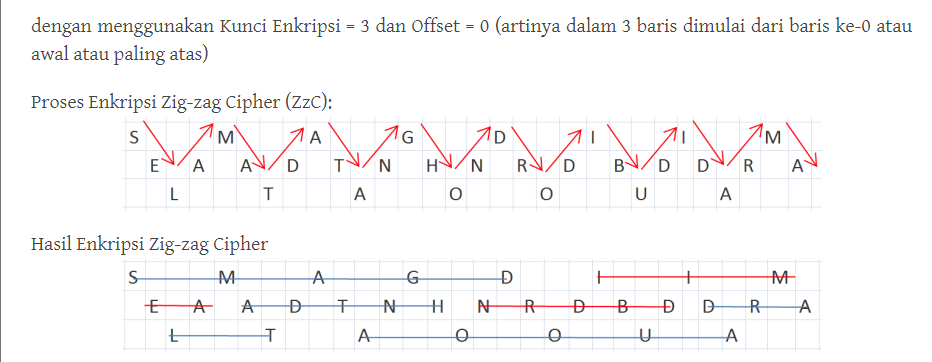 dengan menggunakan Kunci Enkripsi = 3 dan Offset = 0 (artinya dalam 3 baris dimulai dari baris ke-0 atau
awal atau paling atas)
Proses Enkripsi Zig-zag Cipher (ZzC):
S M A G D I I M
E A A D T N H N R D B D D R A
L T A O O U A
Hasil Enkripsi Zig-zag Cipher
S M A G D I I M
E A A D T N H N R D B D D R A
L T A O O U A